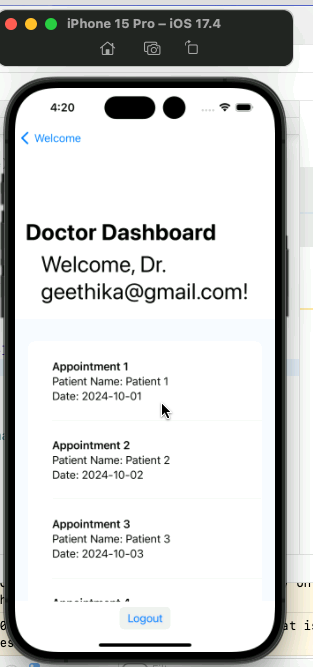 iPhone 15 Pro – iOS 17.4
4:20
Welcome
Doctor Dashboard
Welcome, Dr.
geethika@gmail.com!
Appointment 1
Patient Name: Patient 1
Date: 2024-10-01
Appointment 2
Patient Name: Patient 2
Date: 2024-10-02
Appointment 3
Patient Name: Patient 3
Date: 2024-10-03
Logout